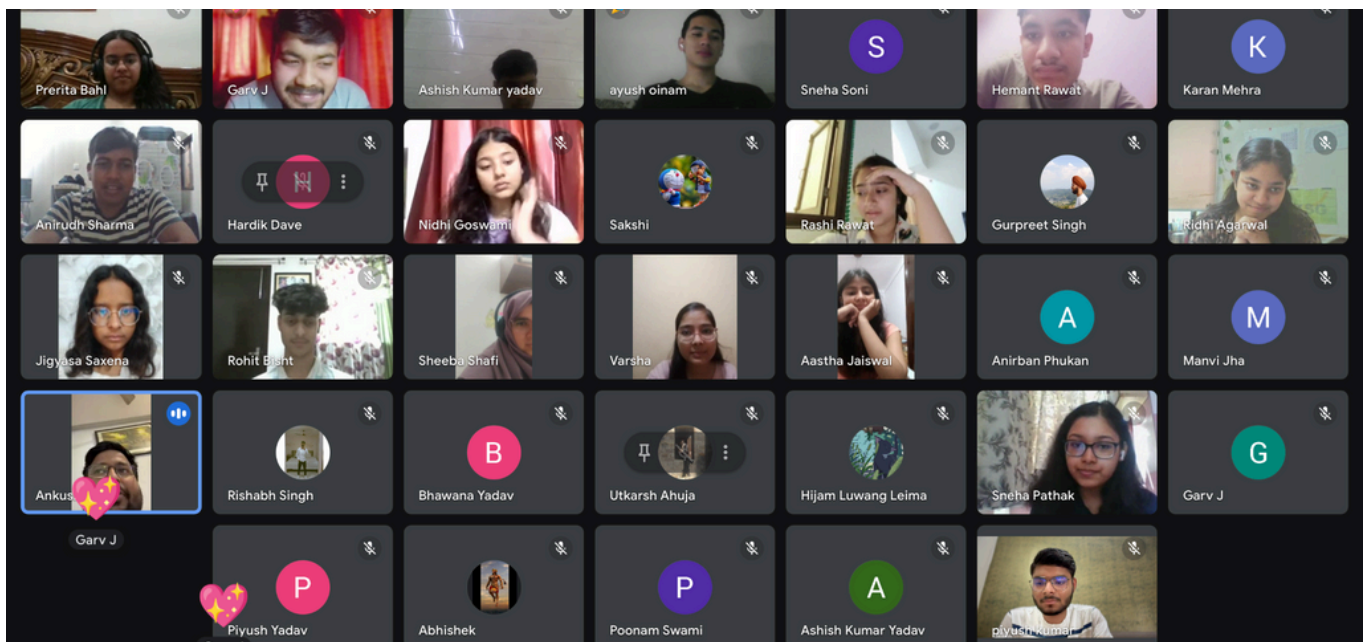 Prerita Bahl
Garv J
Ashish Kumar yadav
ayush oinam
S
Sneha Soni
Hemant Rawat
K
Karan Mehra
Anirudh Sharma
Hardik Dave
Nidhi Goswami
Sakshi
Rashi Rawat
Gurpreet Singh
Ridhi Agarwal
Jigyasa Saxena
Rohit Bisht
Sheeba Shafi
Varsha
Aastha Jaiswal
A
Anirban Phukan
M
Manvi Jha
Ankus
Rishabh Singh
B
Bhawana Yadav
Utkarsh Ahuja
Hijam Luwang Leima
Sneha Pathak
G
Garv J
Garv J
P
Piyush Yadav
Abhishek
P
Poonam Swami
A
Ashish Kumar Yadav
piyush kumar